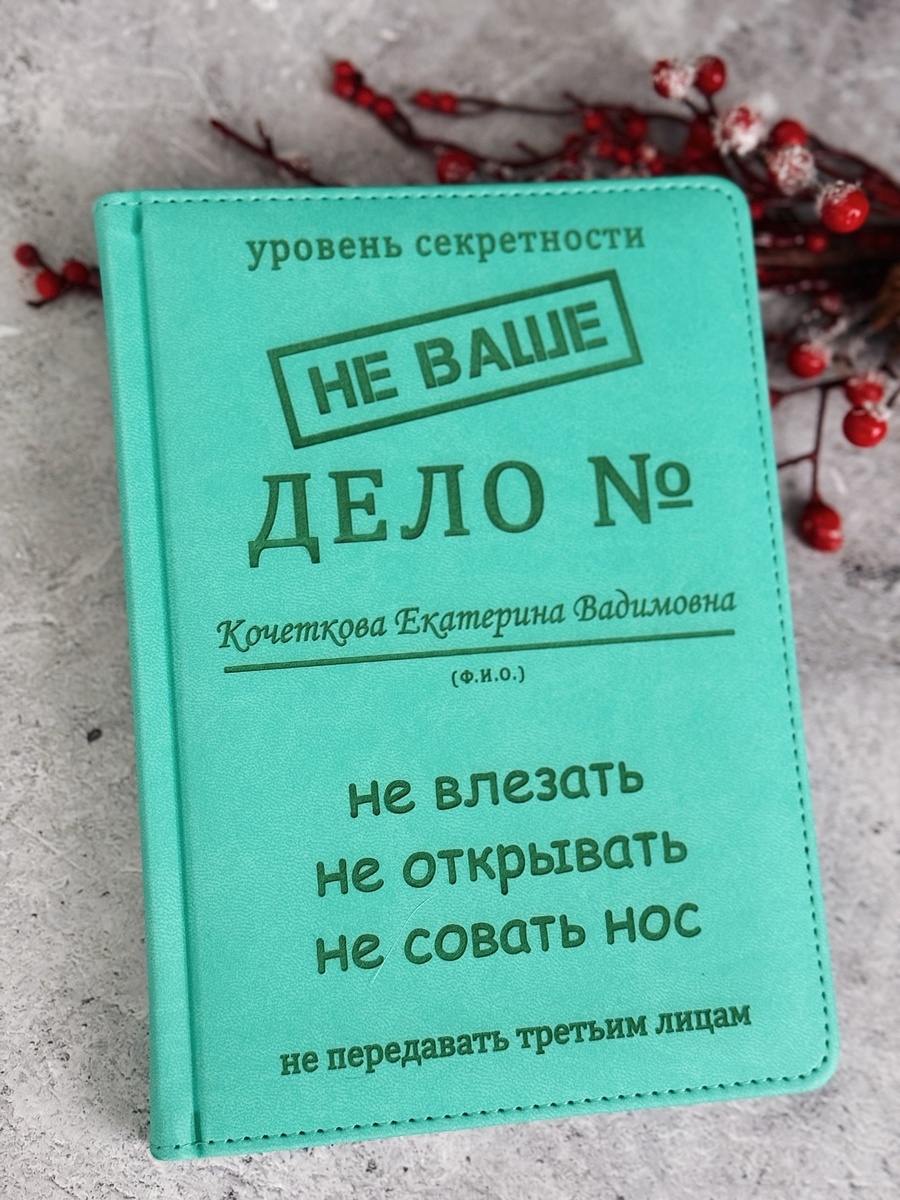 уровень секретности
НЕ ВАШЕ
ДЕЛО №
Кочеткова Екатерина Вадимовна
(Ф.И.О.)
не влезать
не открывать
не совать нос
не передавать третьим лицам